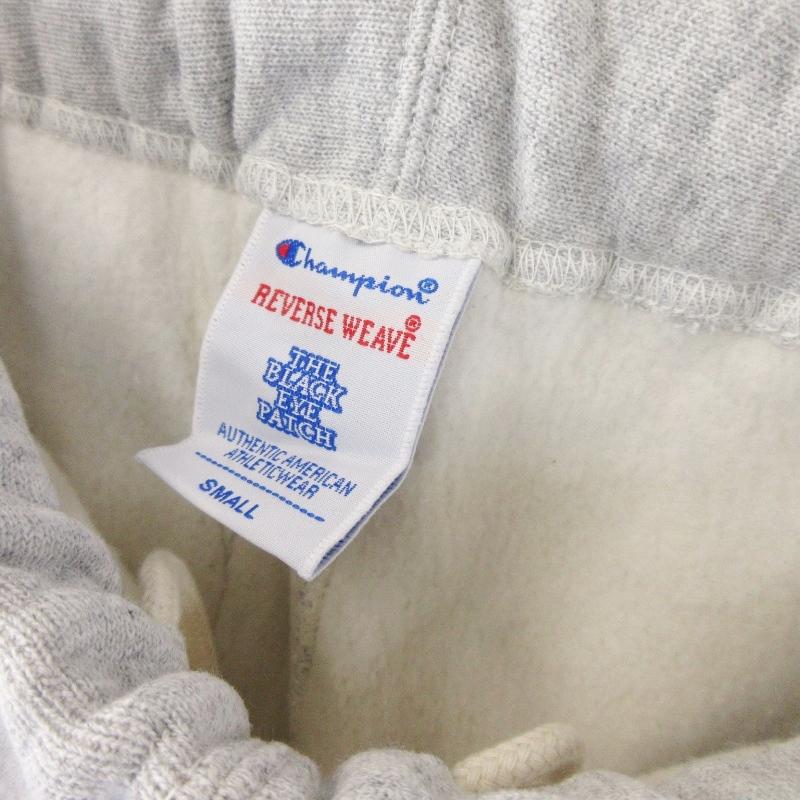 Champion®
REVERSE WEAVE®
THE
BLACK
EYE
PATCH
AUTHENTIC AMERICAN
ATHLETICWEAR
SMALL